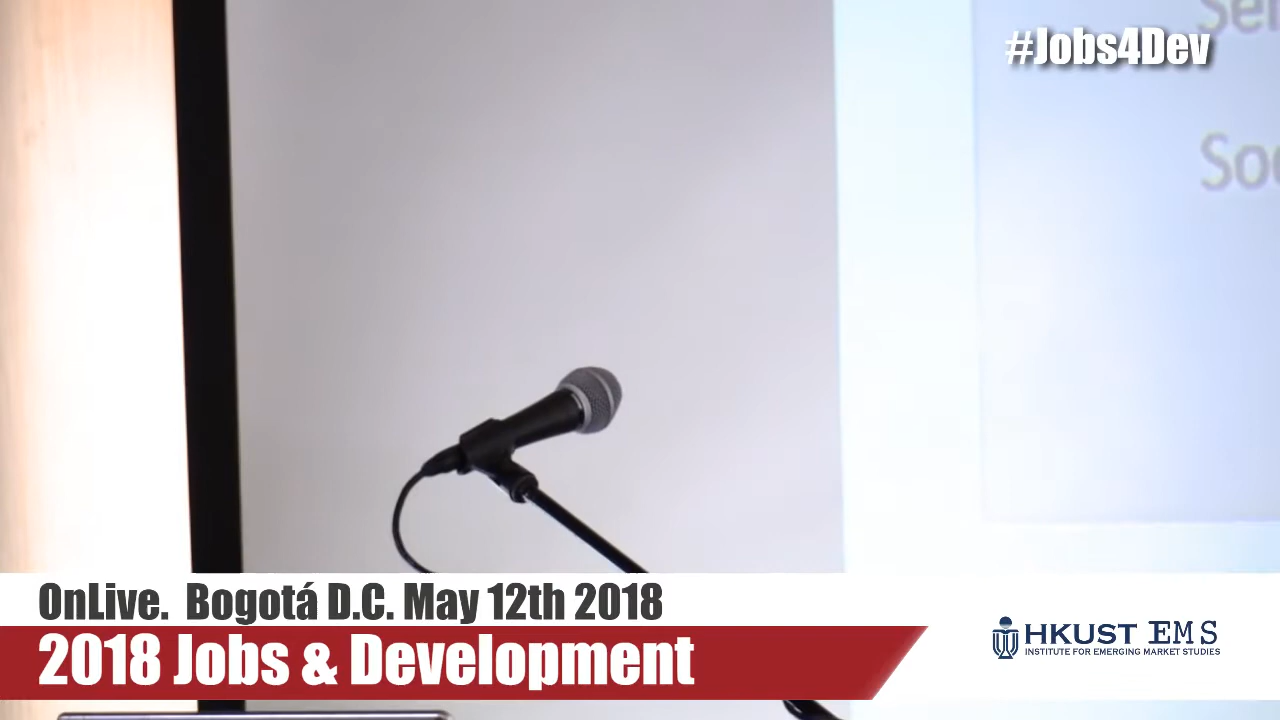 #Jobs4Dev
OnLive. Bogotá D.C. May 12th 2018
2018 Jobs & Development
HKUST EMS
INSTITUTE FOR EMERGING MARKET STUDIES